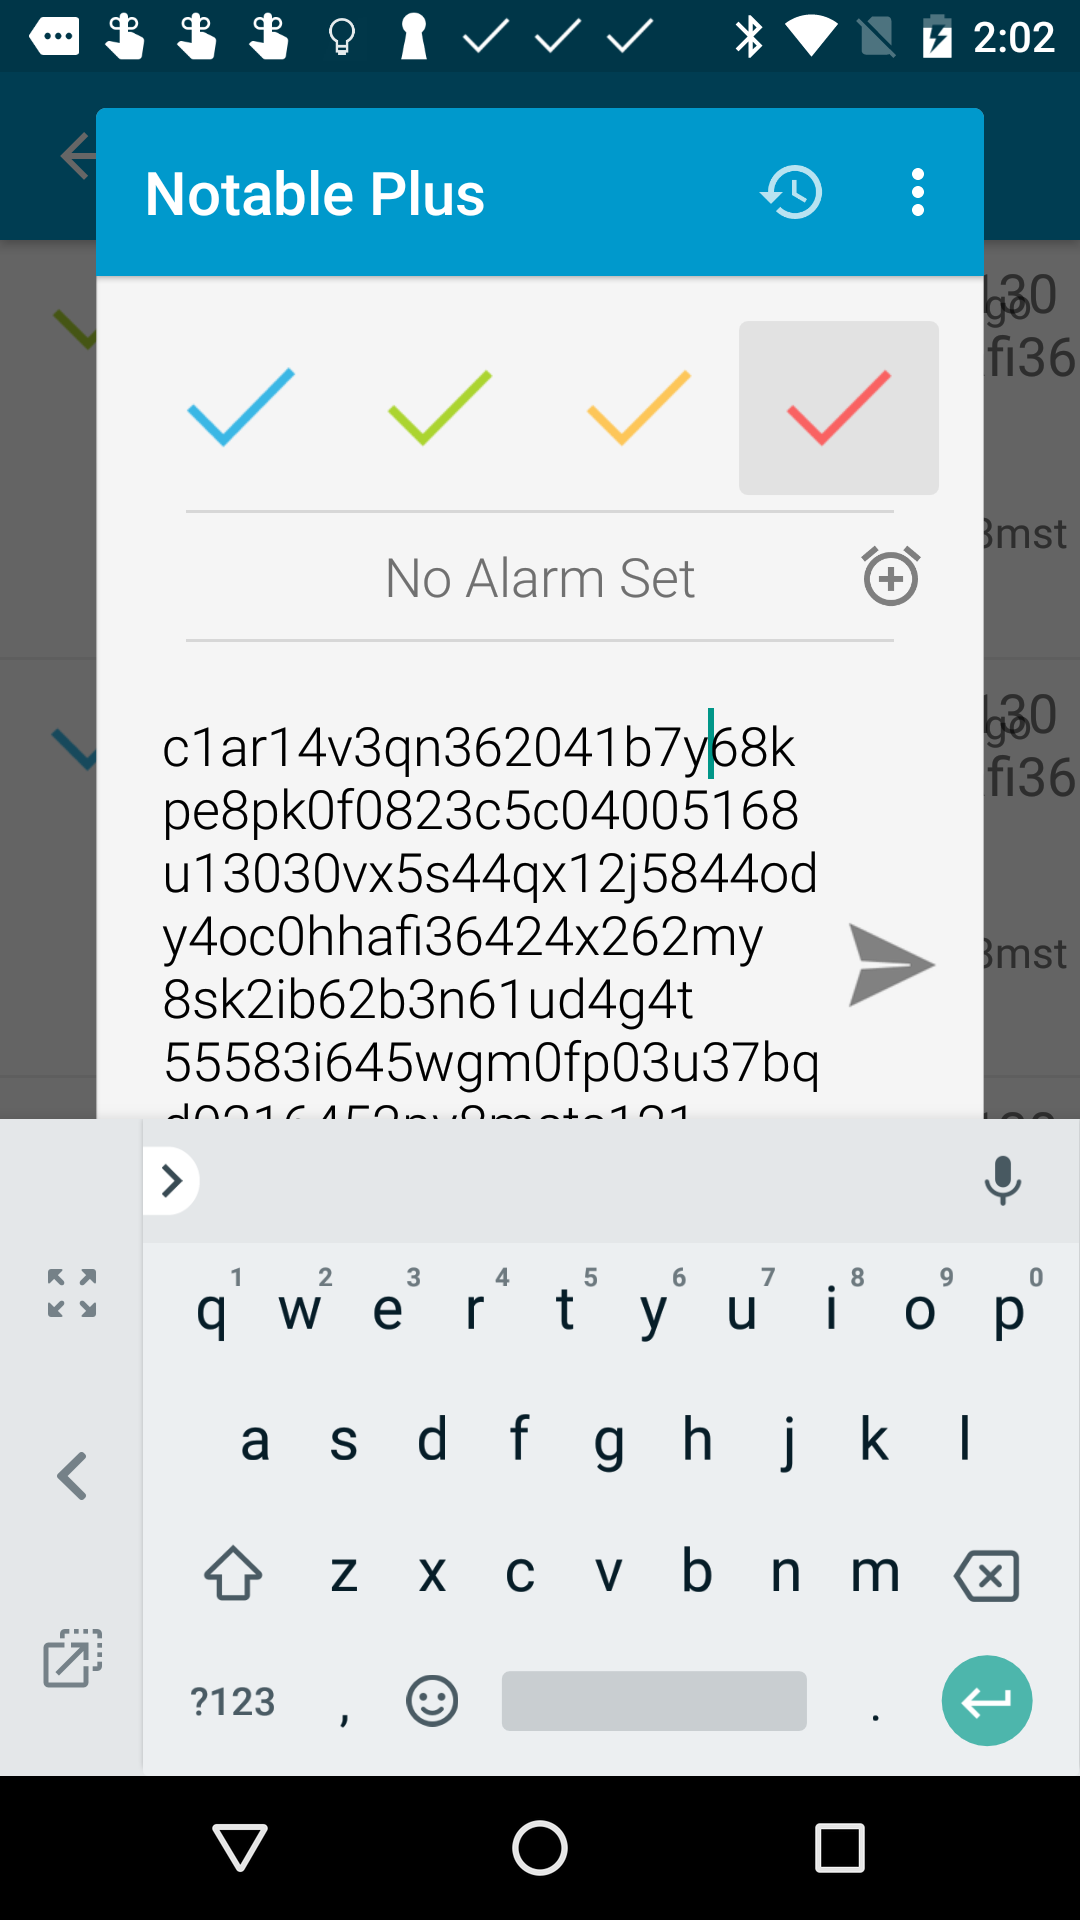 2:02
Notable Plus
No Alarm Set
c1ar14v3qn362041b7y68k
pe8pk0f0823c5c04005168
u13030vx5s44qx12j5844od
y4oc0hhafi36424x262my
8sk2ib62b3n61ud4g4t
55583i645wgm0fp03u37bq
130
go
fi36
3mst
130
go
fi36
3mst
1 2 3 4 5 6 7 8 9 0
q w e r t y u i o p
a s d f g h j k l
z x c v b n m
?123 , .